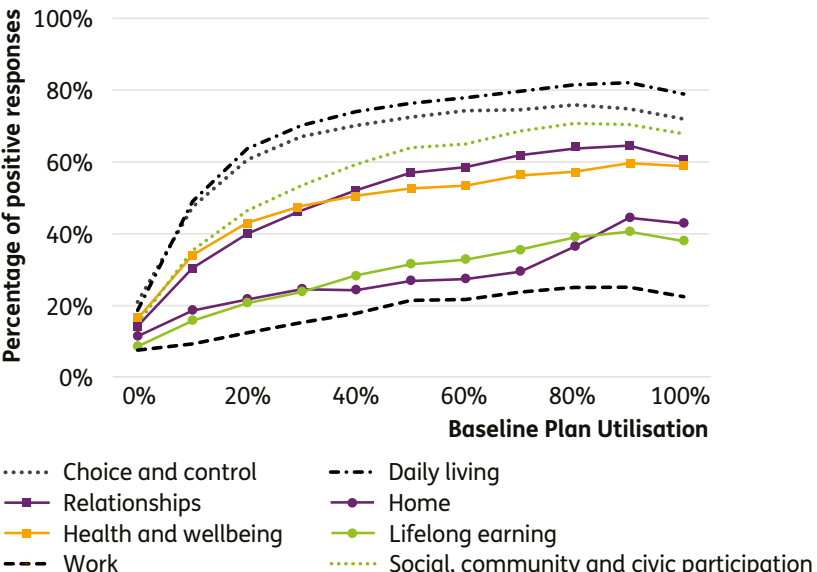 Percentage of positive responses
100%
80%
60%
40%
20%
0%
0% 20% 40% 60% 80% 100%
Baseline Plan Utilisation
Choice and control
Daily living
Relationships
Home
Health and wellbeing
Lifelong earning
Work
Social, community and civic participation